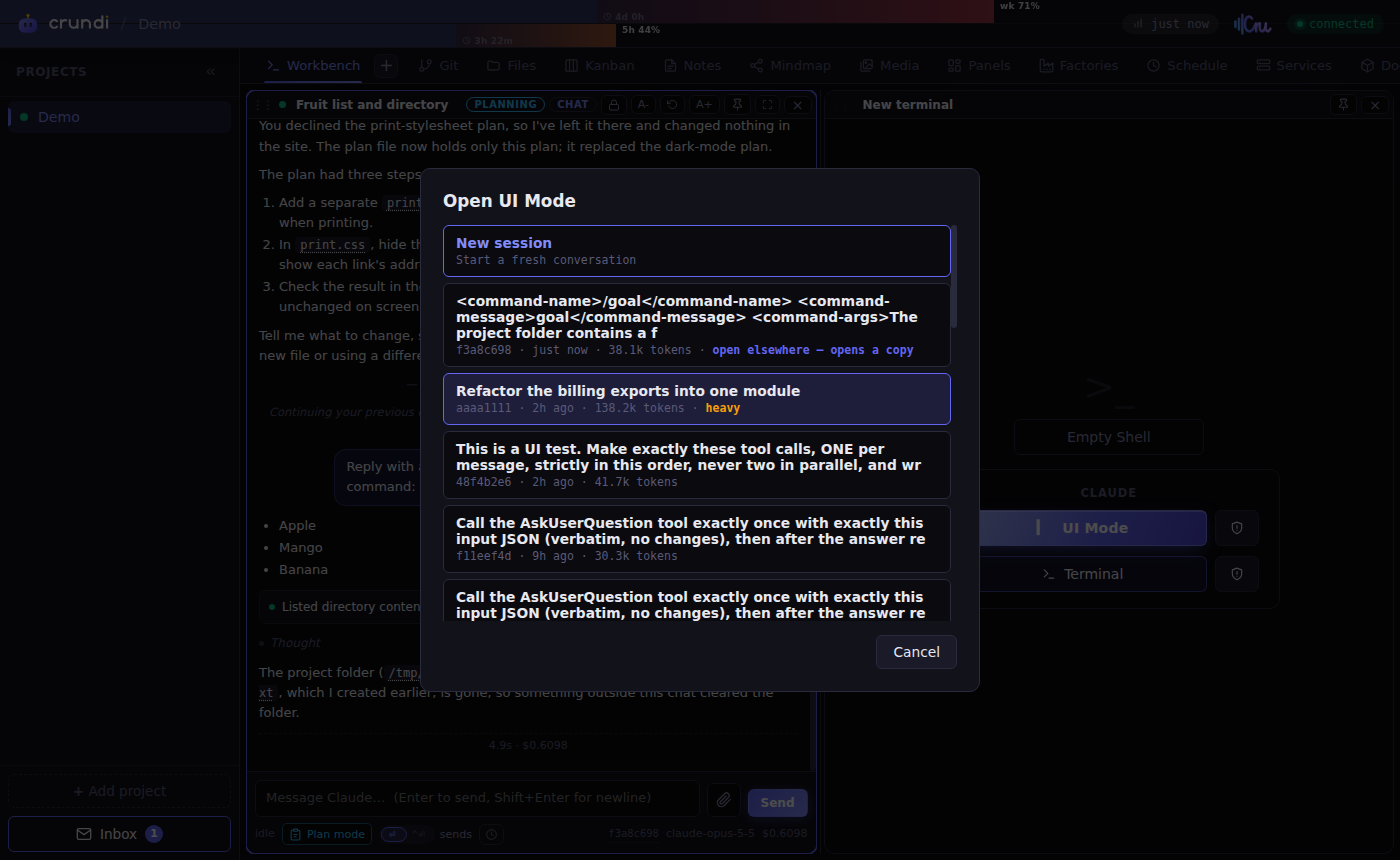 crundi / Demo
4d 0h
wk 71%
3h 22m
5h 44%
just now
Cru
connected
PROJECTS «
Workbench + Git Files Kanban Notes Mindmap Media Panels Factories Schedule Services Do
Demo
Fruit list and directory PLANNING CHAT A- A+
New terminal
You declined the print-stylesheet plan, so I've left it there and changed nothing in
the site. The plan file now holds only this plan; it replaced the dark-mode plan.
The plan had three steps
1. Add a separate print
when printing.
2. In print.css, hide th
show each link's addr
3. Check the result in the
unchanged on screen
Tell me what to change, s
new file or using a differe
Continuing your previous
Reply with a
command:
• Apple
• Mango
• Banana
Listed directory conten
Thought
The project folder ( /tmp/
xt , which I created earlier, is gone, so something outside this chat cleared the
folder.
4.9s · $0.6098
Message Claude... (Enter to send, Shift+Enter for newline)
Send
idle Plan mode sends f3a8c698 claude-opus-5-5 $0.6098
Open UI Mode
New session
Start a fresh conversation
<command-name>/goal</command-name> <command-
message>goal</command-message> <command-args>The
project folder contains a f
f3a8c698 · just now · 38.1k tokens · open elsewhere — opens a copy
Refactor the billing exports into one module
aaaa1111 · 2h ago · 138.2k tokens · heavy
This is a UI test. Make exactly these tool calls, ONE per
message, strictly in this order, never two in parallel, and wr
48f4b2e6 · 2h ago · 41.7k tokens
Call the AskUserQuestion tool exactly once with exactly this
input JSON (verbatim, no changes), then after the answer re
f11eef4d · 9h ago · 30.3k tokens
Call the AskUserQuestion tool exactly once with exactly this
input JSON (verbatim, no changes), then after the answer re
Cancel
>_
Empty Shell
CLAUDE
UI Mode
Terminal
+ Add project
Inbox 1